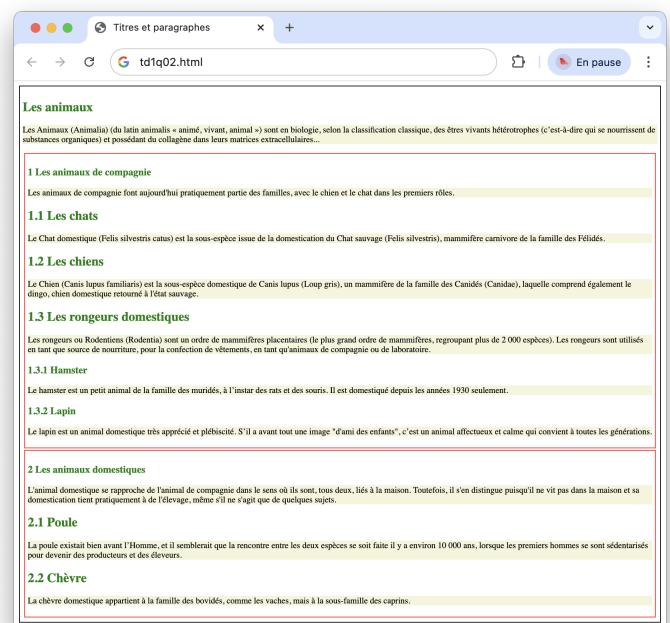 Titres et paragraphes
td1q02.html
En pause
Les animaux
Les Animaux (Animalia) (du latin animalis « animé, vivant, animal ») sont en biologie, selon la classification classique, des êtres vivants hétérotrophes (c’est-à-dire qui se nourrissent de
substances organiques) et possédant du collagène dans leurs matrices extracellulaires...
1 Les animaux de compagnie
Les animaux de compagnie font aujourd'hui pratiquement partie des familles, avec le chien et le chat dans les premiers rôles.
1.1 Les chats
Le Chat domestique (Felis silvestris catus) est la sous-espèce issue de la domestication du Chat sauvage (Felis silvestris), mammifère carnivore de la famille des Félidés.
1.2 Les chiens
Le Chien (Canis lupus familiaris) est la sous-espèce domestique de Canis lupus (Loup gris), un mammifère de la famille des Canidés (Canidae), laquelle comprend également le
dingo, chien domestique retourné à l'état sauvage.
1.3 Les rongeurs domestiques
Les rongeurs ou Rodentiens (Rodentia) sont un ordre de mammifères placentaires (le plus grand ordre de mammifères, regroupant plus de 2 000 espèces). Les rongeurs sont utilisés
en tant que source de nourriture, pour la confection de vêtements, en tant qu'animaux de compagnie ou de laboratoire.
1.3.1 Hamster
Le hamster est un petit animal de la famille des muridés, à l’instar des rats et des souris. Il est domestiqué depuis les années 1930 seulement.
1.3.2 Lapin
Le lapin est un animal domestique très apprécié et plébiscité. S’il a avant tout une image "d'ami des enfants", c’est un animal affectueux et calme qui convient à toutes les générations.
2 Les animaux domestiques
L'animal domestique se rapproche de l'animal de compagnie dans le sens où ils sont, tous deux, liés à la maison. Toutefois, il s'en distingue puisqu'il ne vit pas dans la maison et sa
domestication tient pratiquement à de l'élevage, même s'il ne s'agit que de quelques sujets.
2.1 Poule
La poule existait bien avant l’Homme, et il semblerait que la rencontre entre les deux espèces se soit faite il y a environ 10 000 ans, lorsque les premiers hommes se sont sédentarisés
pour devenir des producteurs et des éleveurs.
2.2 Chèvre
La chèvre domestique appartient à la famille des bovidés, comme les vaches, mais à la sous-famille des caprins.